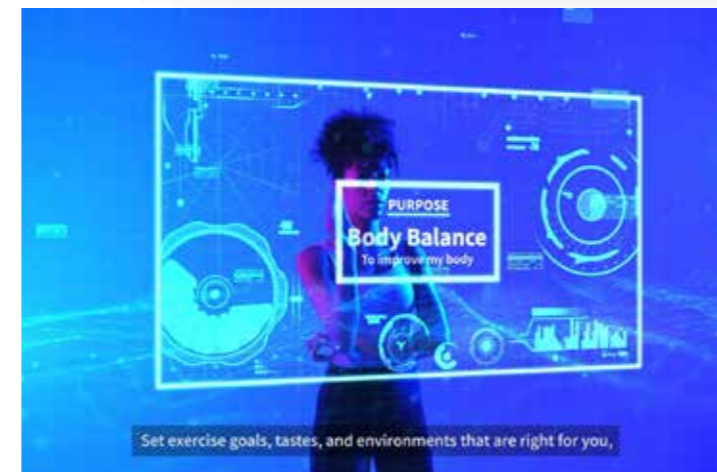 PURPOSE
Body Balance
To improve my body
Set exercise goals, tastes, and environments that are right for you,